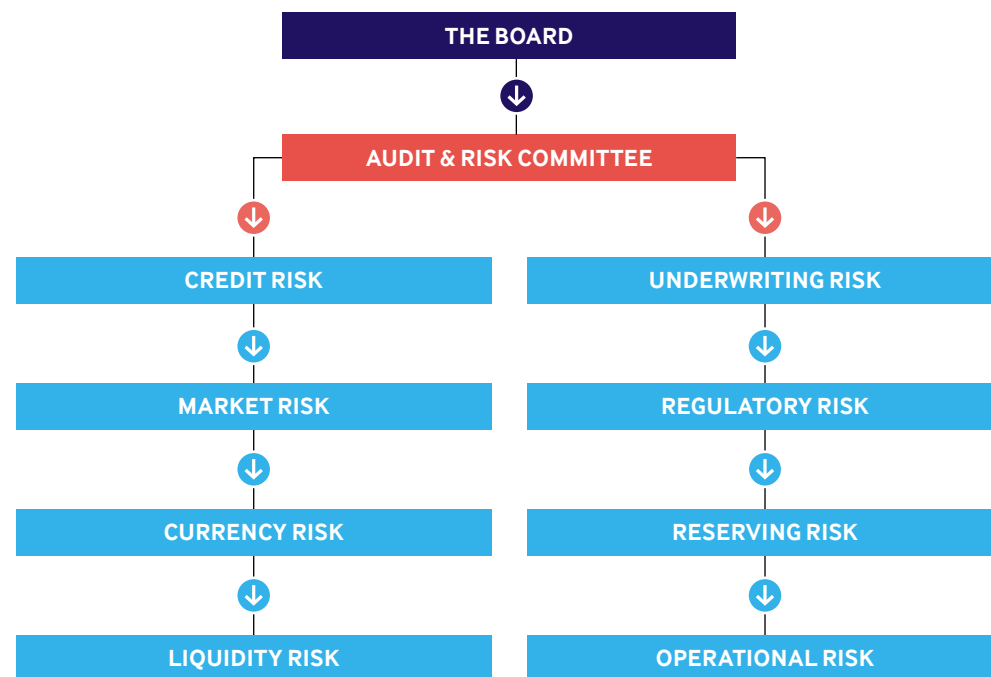 THE BOARD
AUDIT & RISK COMMITTEE
CREDIT RISK
UNDERWRITING RISK
MARKET RISK
REGULATORY RISK
CURRENCY RISK
RESERVING RISK
LIQUIDITY RISK
OPERATIONAL RISK